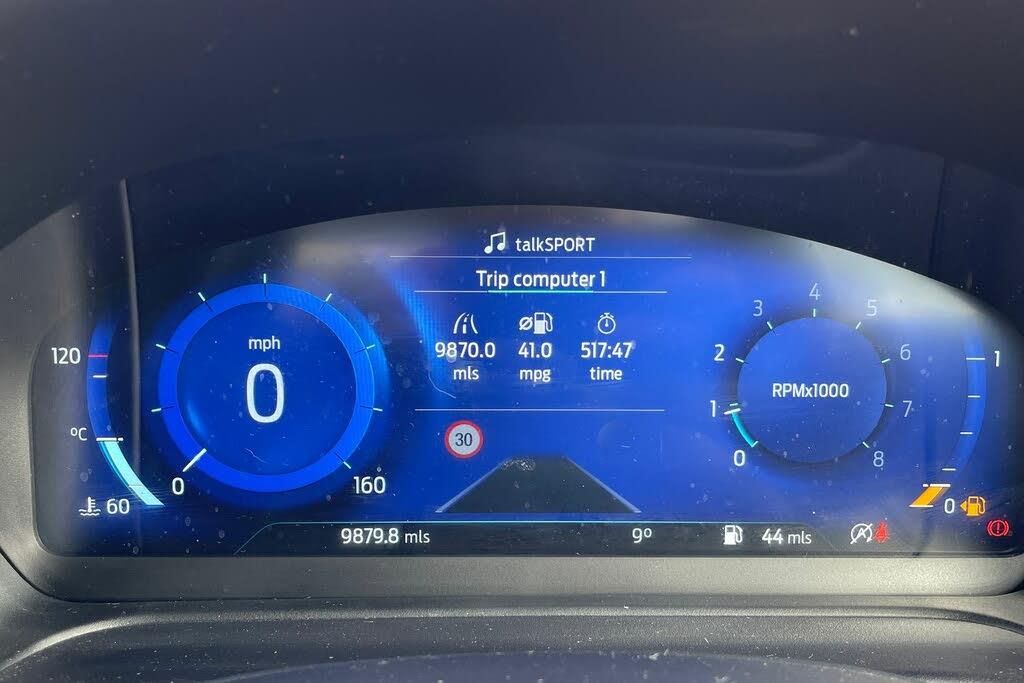 talkSPORT
Trip computer 1
9870.0 41.0 517:47
mls mpg time
120
°C
60
mph
0
0 160
30
0 1 2 3 4 5 6 7 8
RPMx1000
1
0
9879.8 mls 9° 44 mls